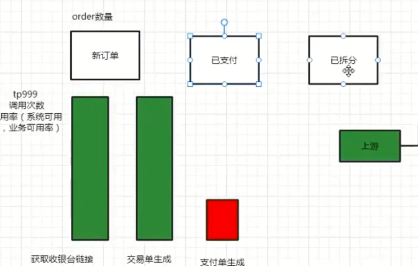 order数量
新订单
已支付
已拆分
tp999
调用次数
用率（系统可用
，业务可用率）
上游
获取收银台链接
交易单生成
支付单生成